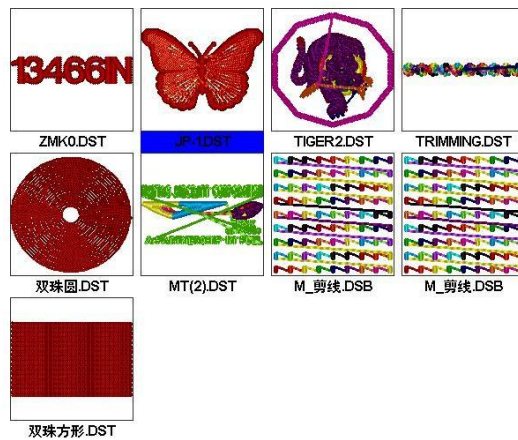 13466IN
ZMK0.DST
JP-1.DST
TIGER2.DST
TRIMMING.DST
双珠圆.DST
MT(2).DST
M_剪线.DSB
M_剪线.DSB
双珠方形.DST